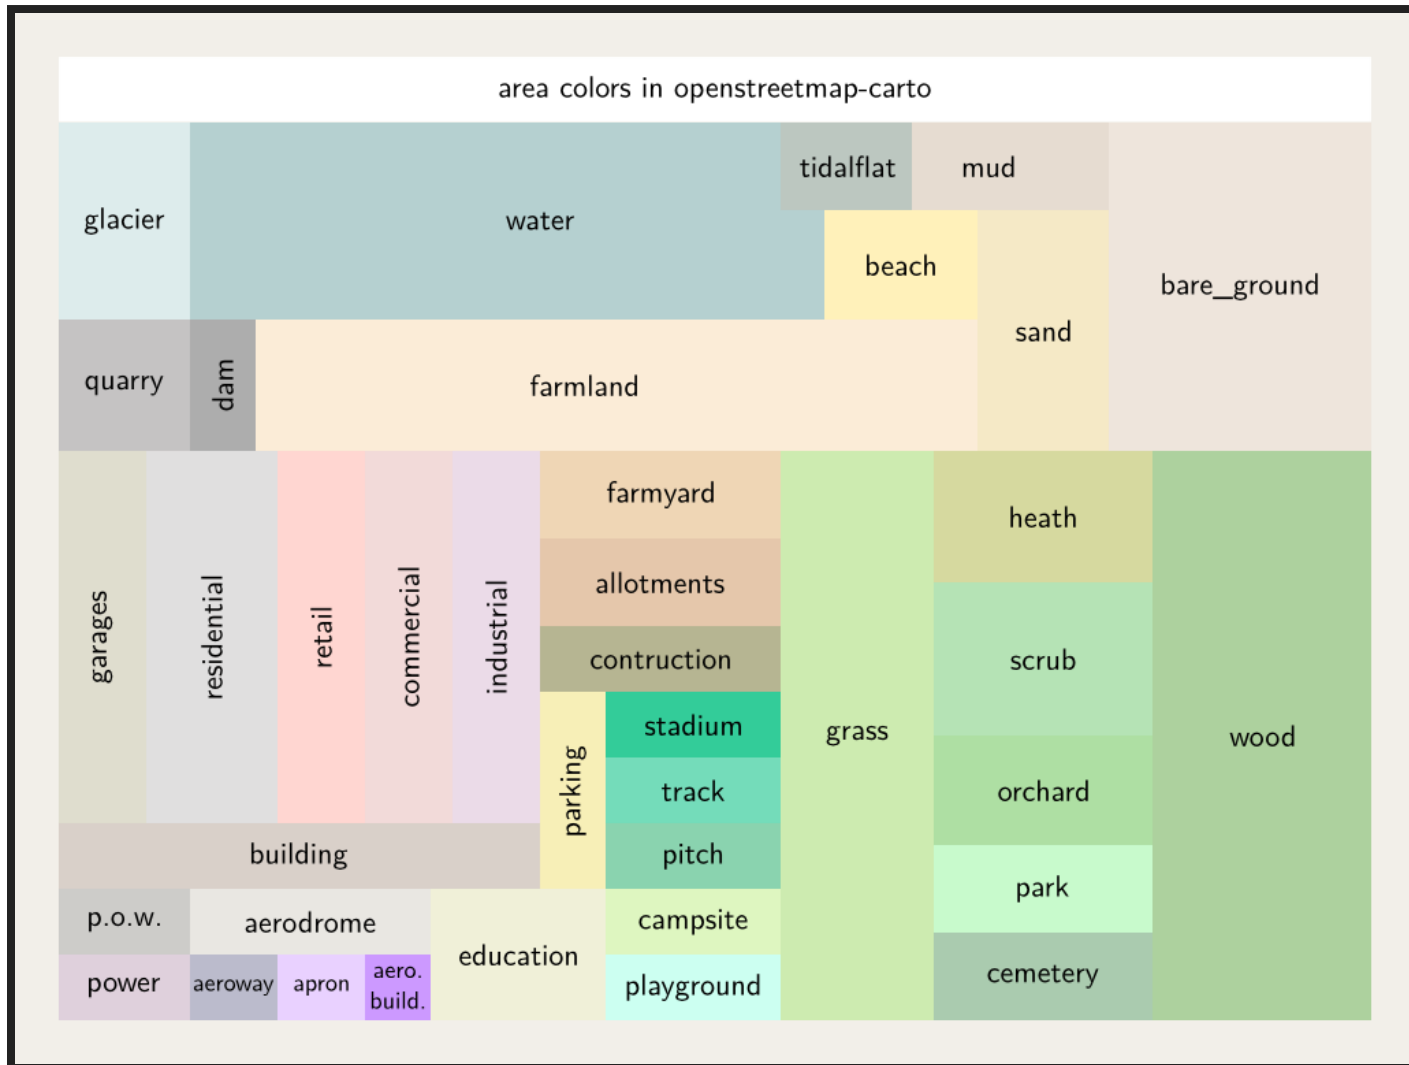 area colors in openstreetmap-carto
glacier
water
tidalflat
mud
beach
sand
bare_ground
quarry
dam
farmland
garages
residential
retail
commercial
industrial
farmyard
allotments
contruction
parking
stadium
track
pitch
grass
heath
scrub
orchard
park
cemetery
wood
building
p.o.w.
aerodrome
education
campsite
power
aeroway
apron
aero.
build.
playground